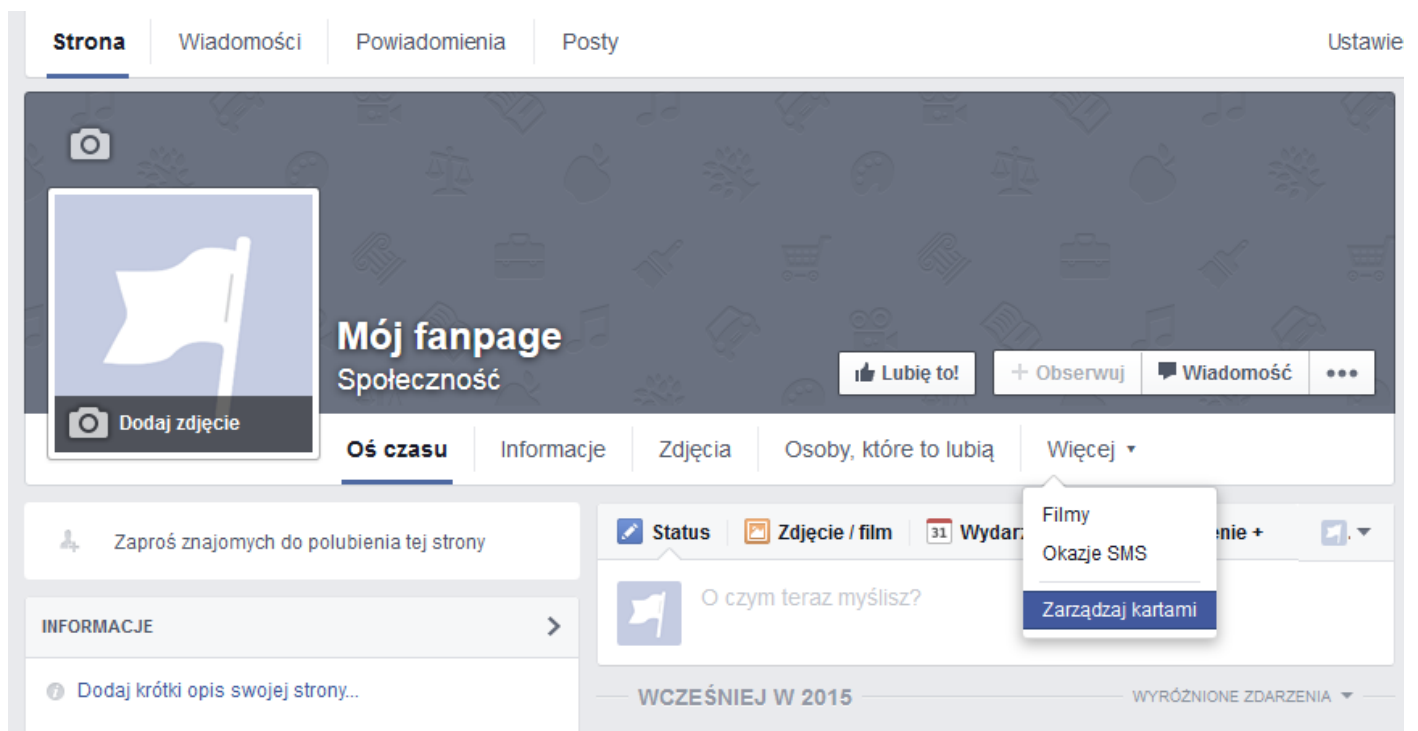 Strona Wiadomości Powiadomienia Posty Ustawie
Mój fanpage
Społeczność
Lubię to! + Obserwuj Wiadomość •••
Dodaj zdjęcie
Oś czasu Informacje Zdjęcia Osoby, które to lubią Więcej
Filmy
Okazje SMS
Zarządzaj kartami
Zaproś znajomych do polubienia tej strony
Status Zdjęcie / film 31 Wydarz enie +
O czym teraz myślisz?
INFORMACJE
Dodaj krótki opis swojej strony...
WCZEŚNIEJ W 2015 WYRÓŻNIONE ZDARZENIA